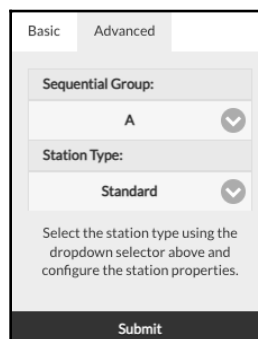 Basic Advanced
Sequential Group:
A
Station Type:
Standard
Select the station type using the
dropdown selector above and
configure the station properties.
Submit